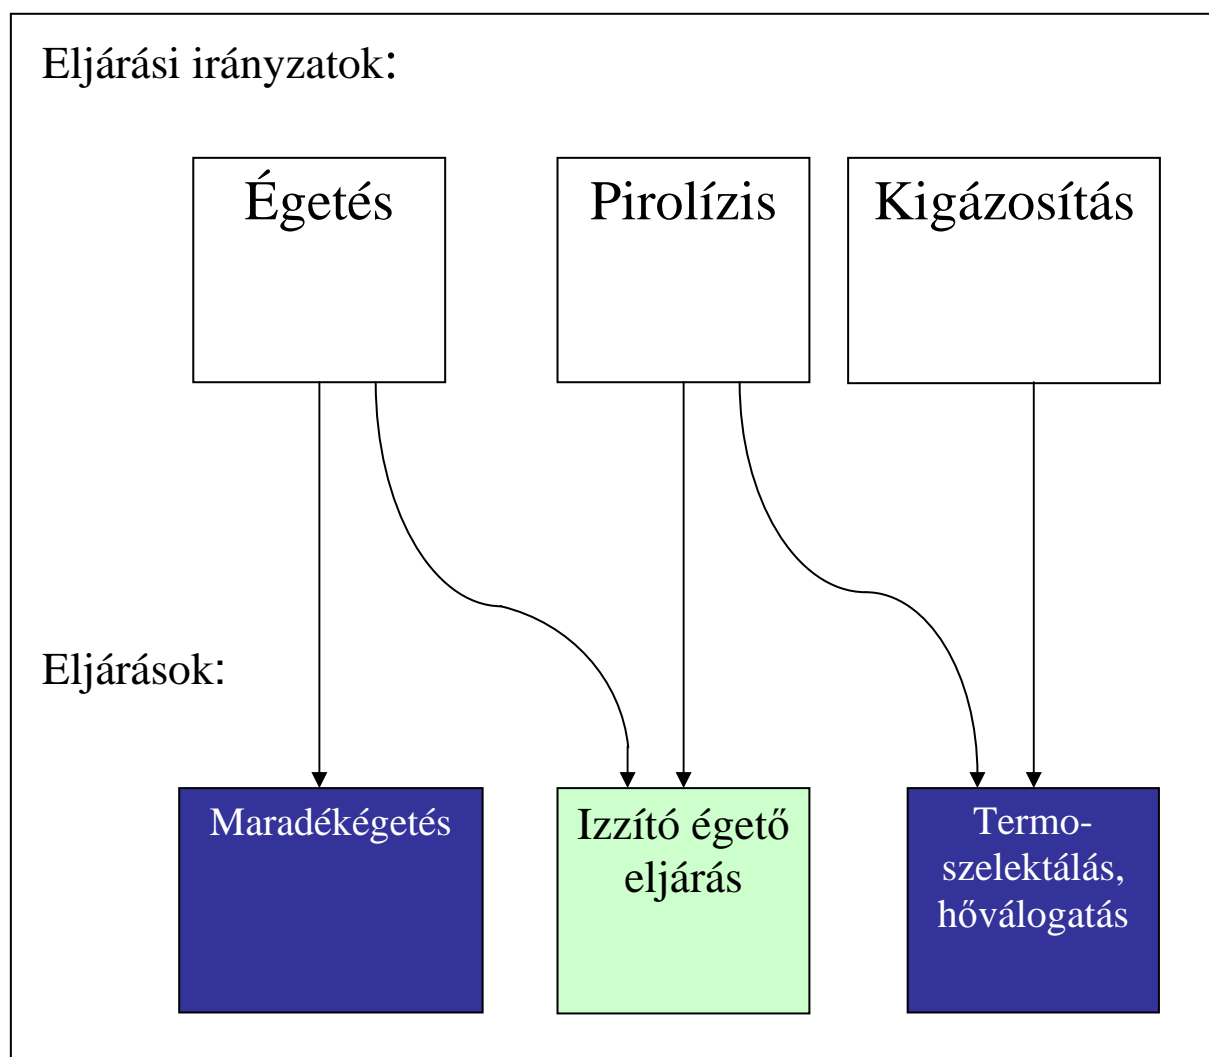 Eljárási irányzatok:
Égetés
Pirolízis
Kigázosítás
Eljárások:
Maradékégetés
Izzító égető
eljárás
Termo-
szelektálás,
hőválogatás